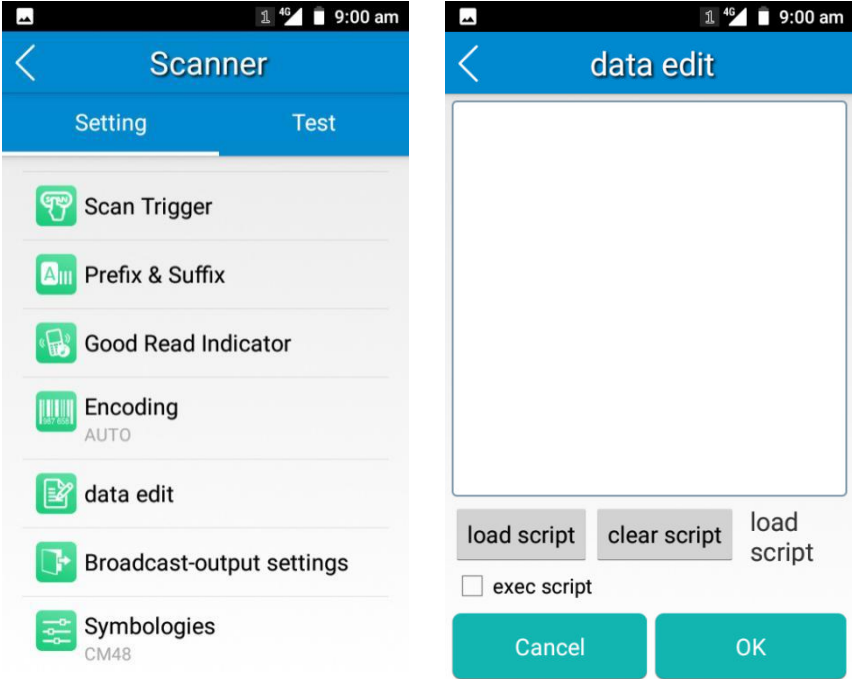 1 4G 9:00 am
Scanner
Setting Test
Scan Trigger
Prefix & Suffix
Good Read Indicator
Encoding
AUTO
data edit
Broadcast-output settings
Symbologies
CM48
1 4G 9:00 am
data edit
load script clear script load
script
exec script
Cancel OK